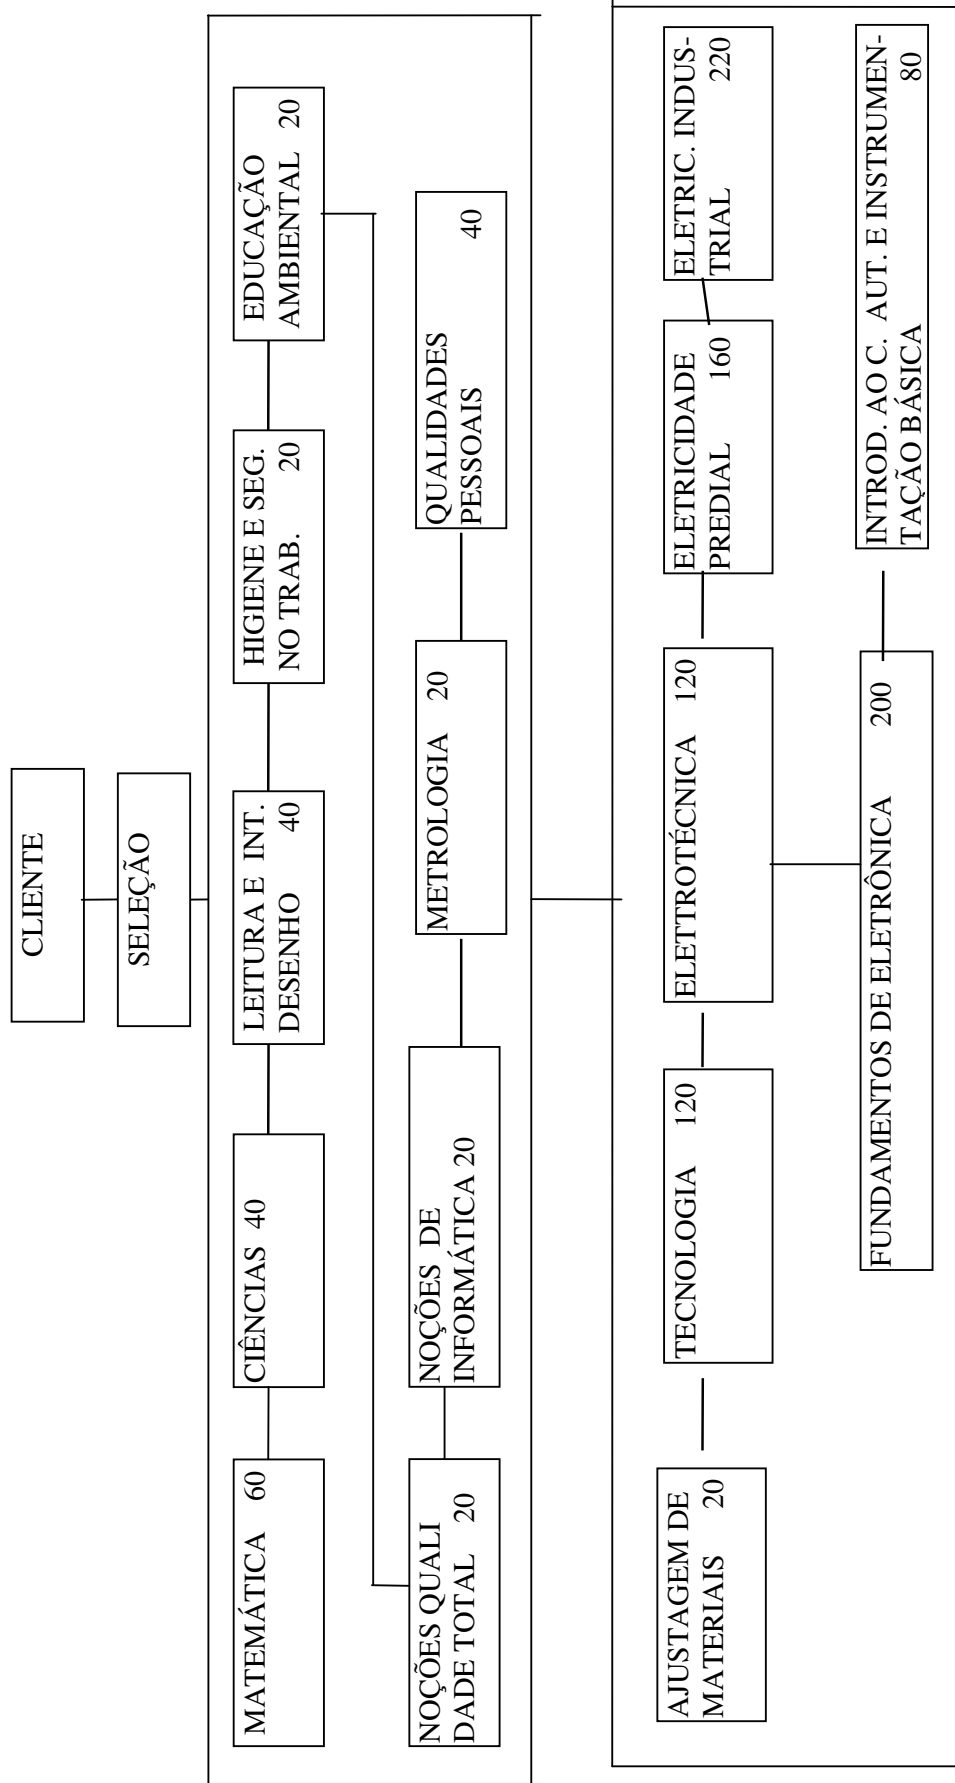 CLIENTE
SELEÇÃO
MATEMÁTICA 60
CIÊNCIAS 40
LEITURA E INT.
DESENHO 40
HIGIENE E SEG.
NO TRAB. 20
EDUCAÇÃO
AMBIENTAL 20
NOÇÕES QUALI
DADE TOTAL 20
NOÇÕES DE
INFORMÁTICA 20
METROLOGIA 20
QUALIDADES
PESSOAIS 40
AJUSTAGEM DE
MATERIAIS 20
TECNOLOGIA 120
ELETTROTÉCNICA 120
ELETRICIDADE
PREDIAL 160
ELETRIC. INDUS-
TRIAL 220
FUNDAMENTOS DE ELETRÔNICA 200
INTROD. AO C. AUT. E INSTRUMEN-
TAÇÃO BÁSICA 80